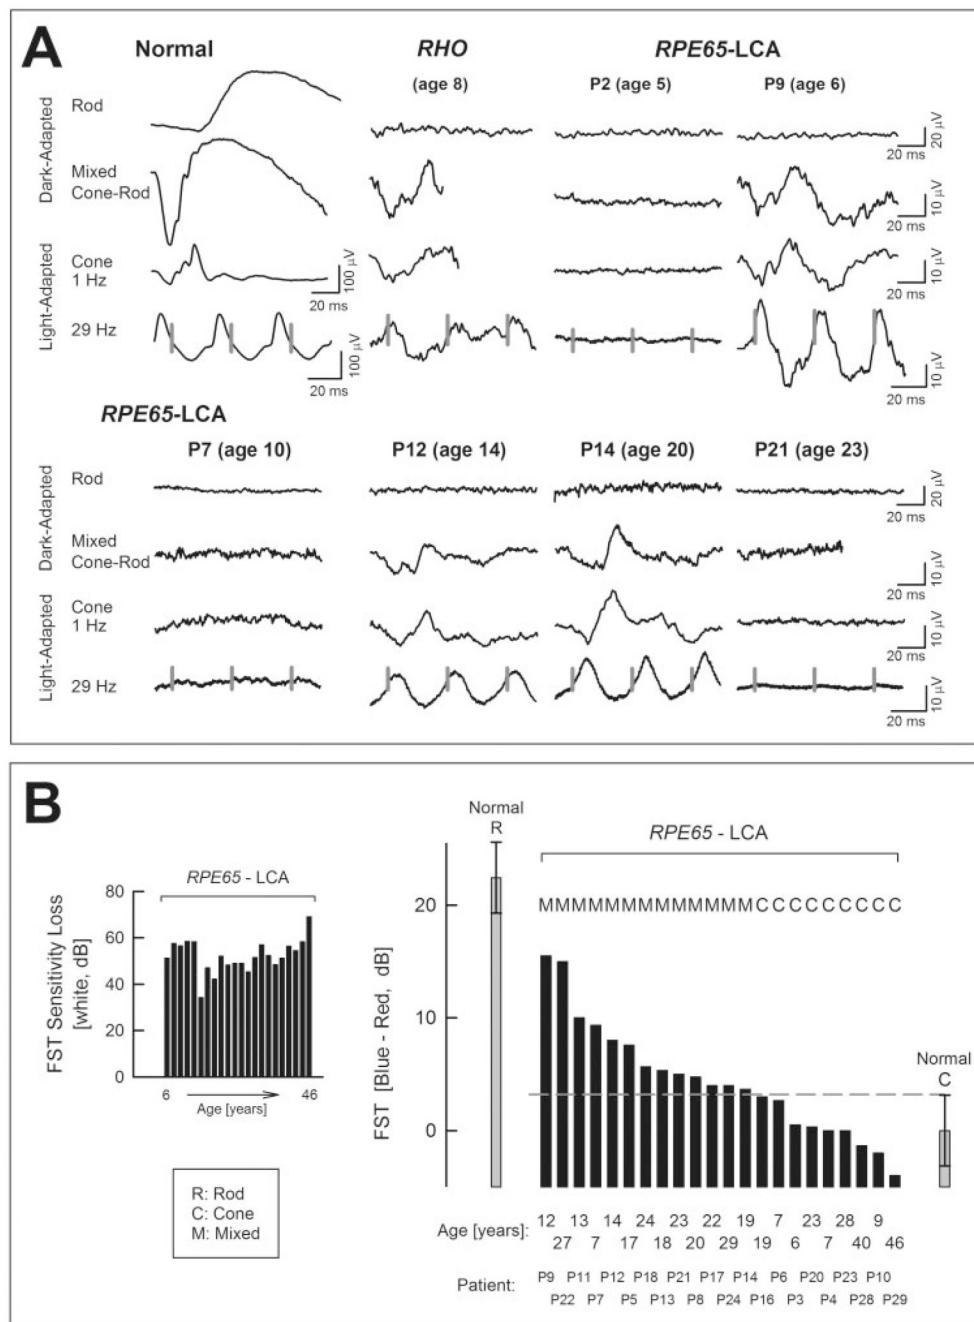 A
Normal
RHO
RPE65-LCA
(age 8)
P2 (age 5)
P9 (age 6)
Dark-Adapted
Rod
20 µV
20 ms
Mixed
Cone-Rod
10 µV
20 ms
Light-Adapted
Cone
1 Hz
100 µV
20 ms
10 µV
20 ms
29 Hz
100 µV
20 ms
10 µV
20 ms
RPE65-LCA
P7 (age 10)
P12 (age 14)
P14 (age 20)
P21 (age 23)
Dark-Adapted
Rod
20 µV
20 ms
Mixed
Cone-Rod
10 µV
20 ms
Light-Adapted
Cone
1 Hz
10 µV
20 ms
29 Hz
10 µV
20 ms
B
RPE65 - LCA
FST Sensitivity Loss
[white, dB]
80
60
40
20
0
6 46
Age [years]
R: Rod
C: Cone
M: Mixed
Normal
R
RPE65 - LCA
FST [Blue - Red, dB]
20
10
0
M M M M M M M M M M M M M C C C C C C C C C
Normal
C
Age [years]:
12 13 14 24 23 22 19 7 23 28 9
27 7 17 18 20 29 19 6 7 40 46
Patient:
P9 P11 P12 P18 P21 P17 P14 P6 P20 P23 P10
P22 P7 P5 P13 P8 P24 P16 P3 P4 P28 P29